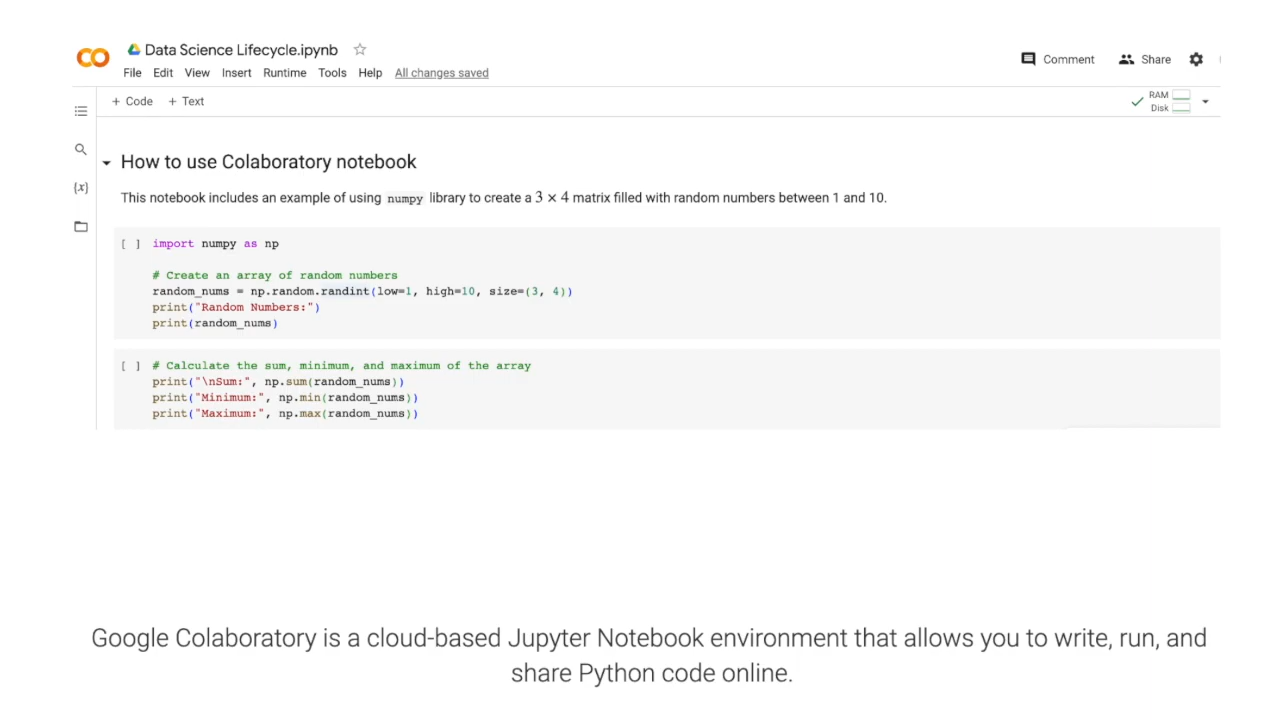 Data Science Lifecycle.ipynb
File Edit View Insert Runtime Tools Help All changes saved
Comment Share
+ Code + Text
RAM
Disk
How to use Colaboratory notebook
This notebook includes an example of using numpy library to create a 3 × 4 matrix filled with random numbers between 1 and 10.
[ ] import numpy as np
# Create an array of random numbers
random_nums = np.random.randint(low=1, high=10, size=(3, 4))
print("Random Numbers:")
print(random_nums)
[ ] # Calculate the sum, minimum, and maximum of the array
print("\nSum:", np.sum(random_nums))
print("Minimum:", np.min(random_nums))
print("Maximum:", np.max(random_nums))
Google Colaboratory is a cloud-based Jupyter Notebook environment that allows you to write, run, and
share Python code online.